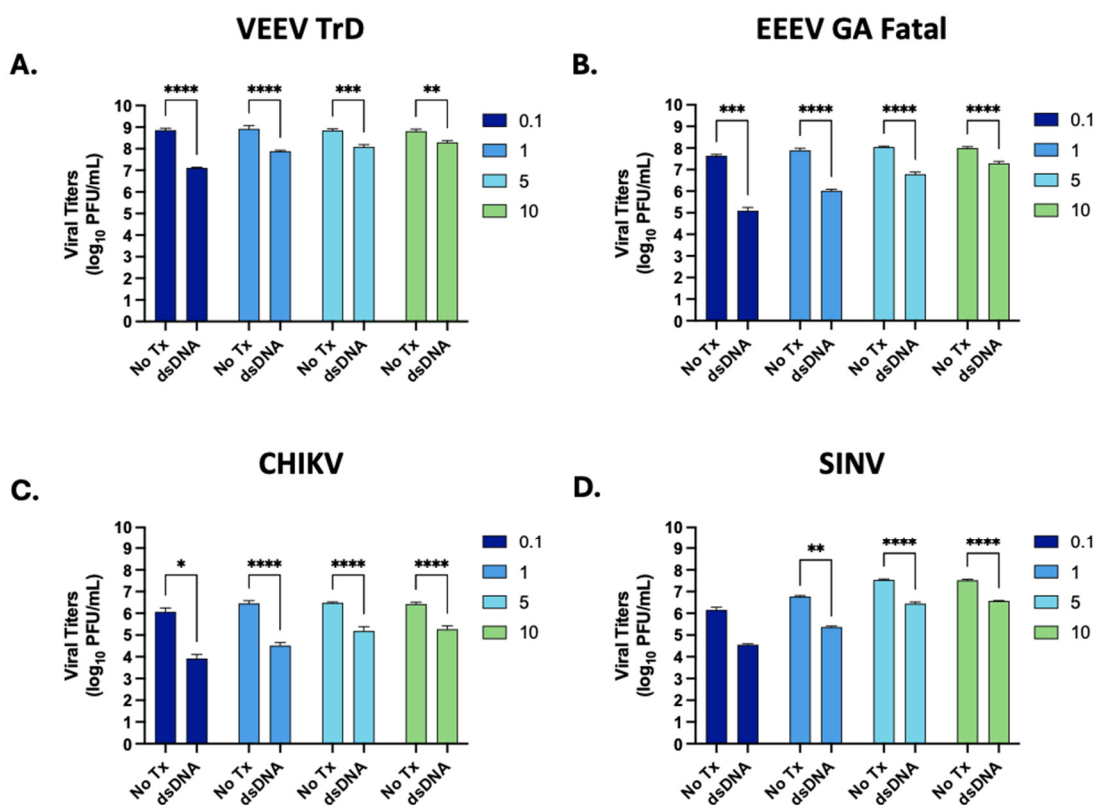 VEEV TrD
A.
**** **** *** **
10
9
8
7
6
5
4
3
2
1
0
Viral Titers
(log10 PFU/mL)
No Tx dsDNA No Tx dsDNA No Tx dsDNA No Tx dsDNA
0.1
1
5
10
EEEV GA Fatal
B.
*** **** **** ****
10
9
8
7
6
5
4
3
2
1
0
Viral Titers
(log10 PFU/mL)
No Tx dsDNA No Tx dsDNA No Tx dsDNA No Tx dsDNA
0.1
1
5
10
CHIKV
C.
* **** **** ****
10
9
8
7
6
5
4
3
2
1
0
Viral Titers
(log10 PFU/mL)
No Tx dsDNA No Tx dsDNA No Tx dsDNA No Tx dsDNA
0.1
1
5
10
SINV
D.
** **** ****
10
9
8
7
6
5
4
3
2
1
0
Viral Titers
(log10 PFU/mL)
No Tx dsDNA No Tx dsDNA No Tx dsDNA No Tx dsDNA
0.1
1
5
10